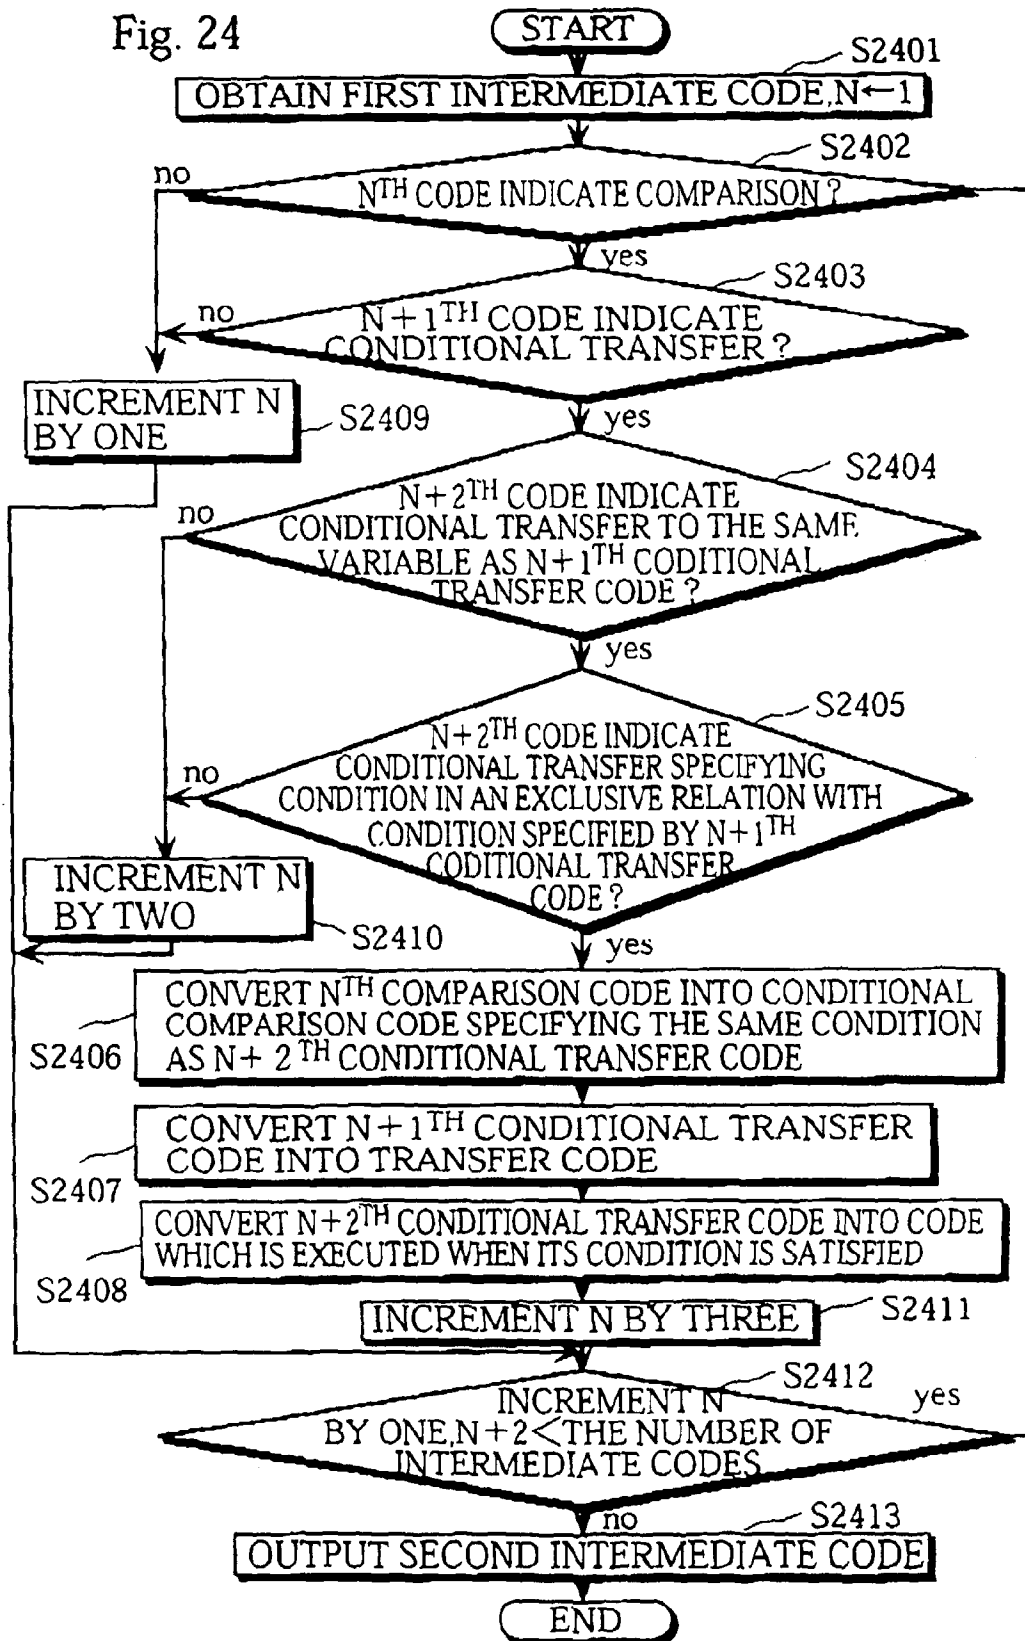 Fig. 24
START
S2401
OBTAIN FIRST INTERMEDIATE CODE,N←1
S2402
no
NTH CODE INDICATE COMPARISON?
yes
S2403
no
N+1TH CODE INDICATE
CONDITIONAL TRANSFER?
INCREMENT N
BY ONE
S2409
yes
S2404
no
N+2TH CODE INDICATE
CONDITIONAL TRANSFER TO THE SAME
VARIABLE AS N+1TH CODITIONAL
TRANSFER CODE?
yes
S2405
no
N+2TH CODE INDICATE
CONDITIONAL TRANSFER SPECIFYING
CONDITION IN AN EXCLUSIVE RELATION WITH
CONDITION SPECIFIED BY N+1TH
CODITIONAL TRANSFER
CODE?
INCREMENT N
BY TWO
S2410
yes
CONVERT NTH COMPARISON CODE INTO CONDITIONAL
COMPARISON CODE SPECIFYING THE SAME CONDITION
AS N+2TH CONDITIONAL TRANSFER CODE
S2406
CONVERT N+1TH CONDITIONAL TRANSFER
CODE INTO TRANSFER CODE
S2407
CONVERT N+2TH CONDITIONAL TRANSFER CODE INTO CODE
WHICH IS EXECUTED WHEN ITS CONDITION IS SATISFIED
S2408
INCREMENT N BY THREE
S2411
S2412
INCREMENT N
BY ONE,N+2<THE NUMBER OF
INTERMEDIATE CODES
yes
no
S2413
OUTPUT SECOND INTERMEDIATE CODE
END